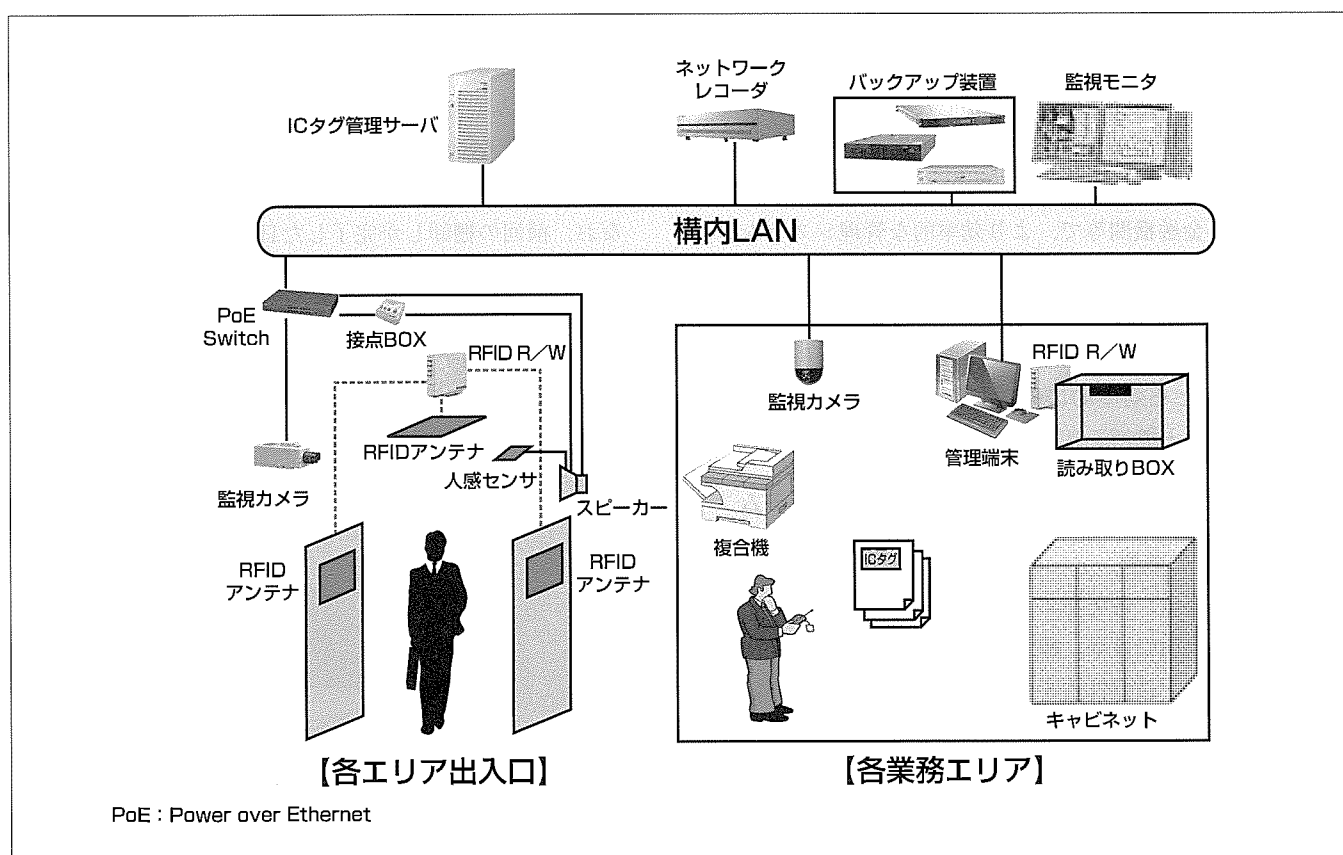 ネットワーク
レコーダ
バックアップ装置
監視モニタ
ICタグ管理サーバ
構内LAN
PoE
Switch
接点BOX
RFID R／W
RFIDアンテナ
人感センサ
監視カメラ
スピーカー
RFID
アンテナ
RFID
アンテナ
監視カメラ
RFID R／W
管理端末
読み取りBOX
複合機
ICタグ
キャビネット
【各エリア出入口】
【各業務エリア】
PoE：Power over Ethernet